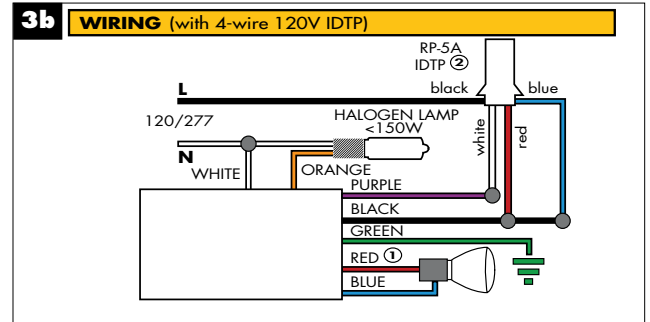 3b WIRING (with 4-wire 120V IDTP)
RP-5A
IDTP ②
black
blue
L
120/277
HALOGEN LAMP
<150W
white
red
N
WHITE
ORANGE
PURPLE
BLACK
GREEN
RED ①
BLUE